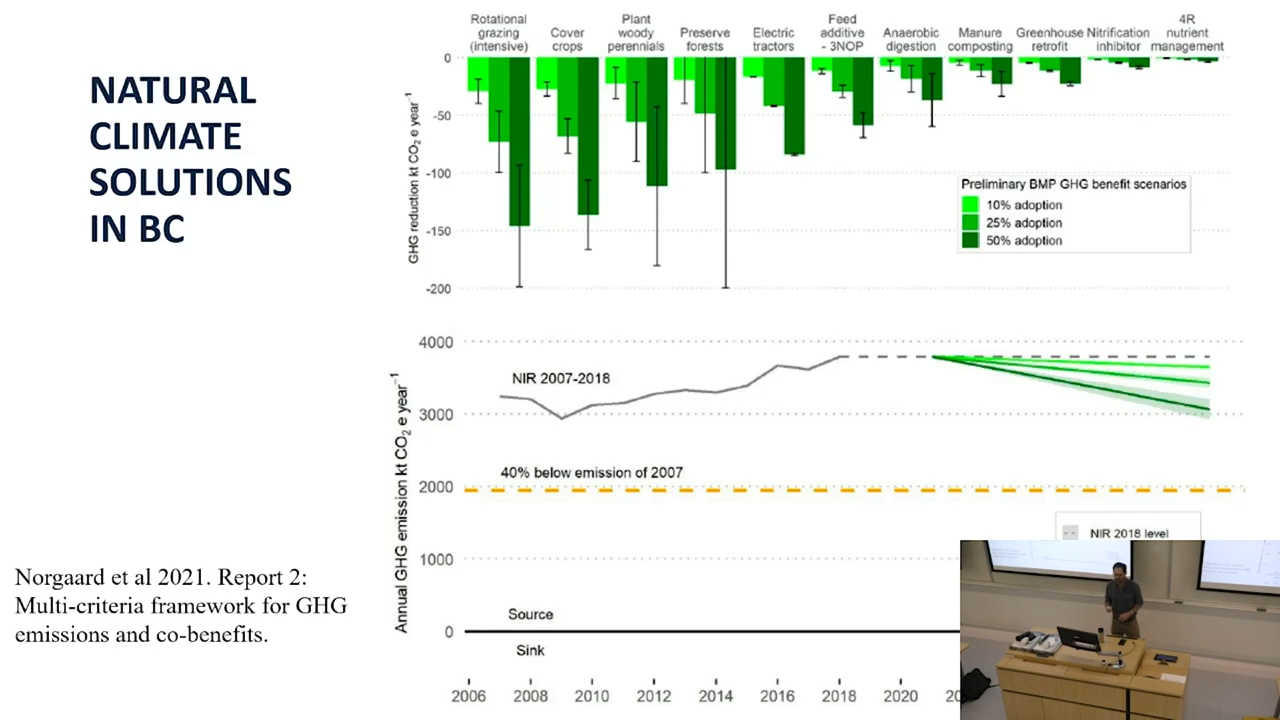 NATURAL
CLIMATE
SOLUTIONS
IN BC
Norgaard et al 2021. Report 2:
Multi-criteria framework for GHG
emissions and co-benefits.
Rotational
grazing
(intensive)
Cover
crops
Plant
woody
perennials
Preserve
forests
Electric
tractors
Feed
additive
- 3NOP
Anaerobic
digestion
Manure
composting
Greenhouse
retrofit
Nitrification
inhibitor
4R
nutrient
management
GHG reduction kt CO₂ e year⁻¹
0
-50
-100
-150
-200
Preliminary BMP GHG benefit scenarios
10% adoption
25% adoption
50% adoption
Annual GHG emission kt CO₂ e year⁻¹
4000
3000
2000
1000
0
NIR 2007-2018
40% below emission of 2007
NIR 2018 level
Source
Sink
2006 2008 2010 2012 2014 2016 2018 2020